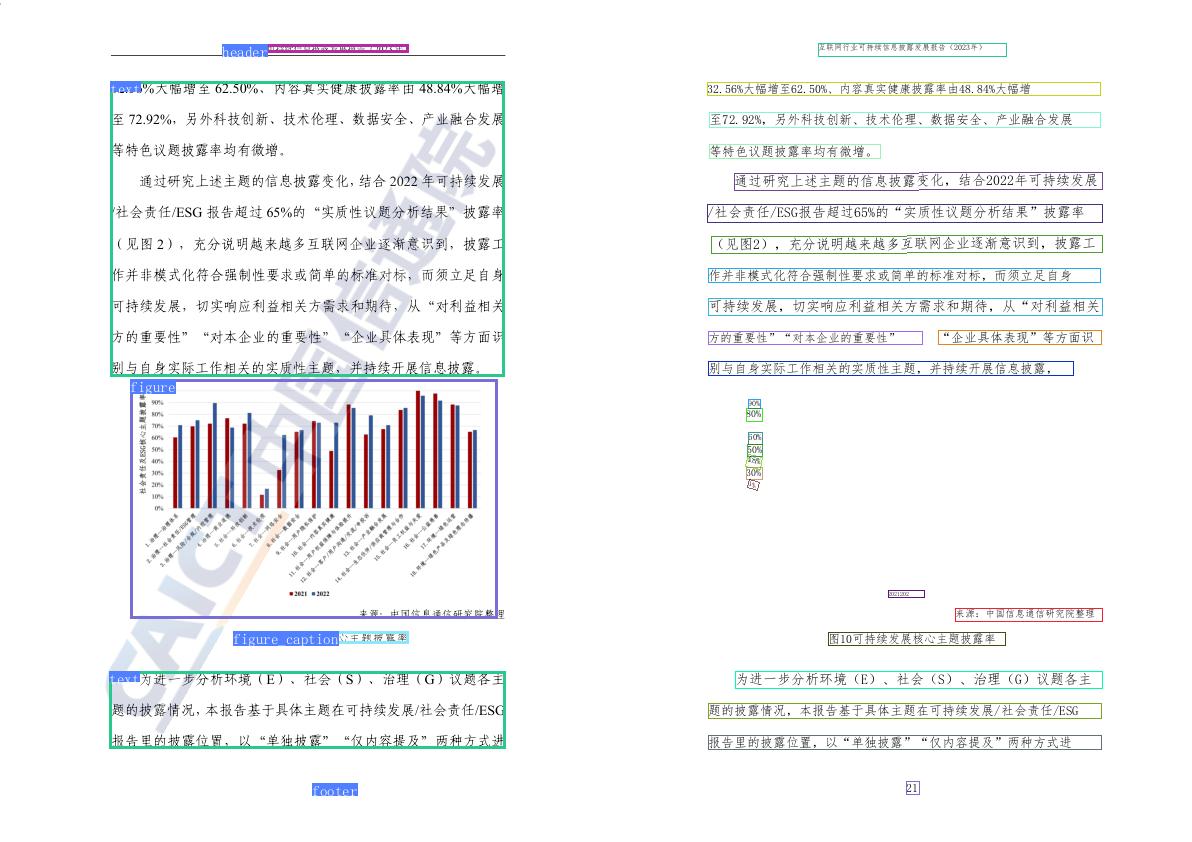 header
互联网行业可持续信息披露发展报告（2023年）
text %大幅增至 62.50%、内容真实健康披露率由 48.84%大幅增
至 72.92%，另外科技创新、技术伦理、数据安全、产业融合发展
等特色议题披露率均有微增。
通过研究上述主题的信息披露变化，结合 2022 年可持续发展
/社会责任/ESG 报告超过 65%的“实质性议题分析结果”披露率
（见图 2），充分说明越来越多互联网企业逐渐意识到，披露工
作并非模式化符合强制性要求或简单的标准对标，而须立足自身
可持续发展，切实响应利益相关方需求和期待，从“对利益相关
方的重要性”“对本企业的重要性”“企业具体表现”等方面识
别与自身实际工作相关的实质性主题，并持续开展信息披露。
figure
社会责任及ESG核心主题披露率
90%
80%
70%
60%
50%
40%
30%
20%
10%
0%
2021 2022
来源：中国信息通信研究院整理
figure_caption 心主题披露率
text 为进一步分析环境（E）、社会（S）、治理（G）议题各主
题的披露情况，本报告基于具体主题在可持续发展/社会责任/ESG
报告里的披露位置，以“单独披露”“仅内容提及”两种方式进
footer
CAICT 中国信通院
32.56%大幅增至62.50%、内容真实健康披露率由48.84%大幅增
至72.92%，另外科技创新、技术伦理、数据安全、产业融合发展
等特色议题披露率均有微增。
通过研究上述主题的信息披露变化，结合2022年可持续发展
/社会责任/ESG报告超过65%的“实质性议题分析结果”披露率
（见图2），充分说明越来越多互联网企业逐渐意识到，披露工
作并非模式化符合强制性要求或简单的标准对标，而须立足自身
可持续发展，切实响应利益相关方需求和期待，从“对利益相关
方的重要性”“对本企业的重要性” “企业具体表现”等方面识
别与自身实际工作相关的实质性主题，并持续开展信息披露，
90%
80%
50%
30%
来源：中国信息通信研究院整理
图10可持续发展核心主题披露率
为进一步分析环境（E）、社会（S）、治理（G）议题各主
题的披露情况，本报告基于具体主题在可持续发展/社会责任/ESG
报告里的披露位置，以“单独披露”“仅内容提及”两种方式进
21